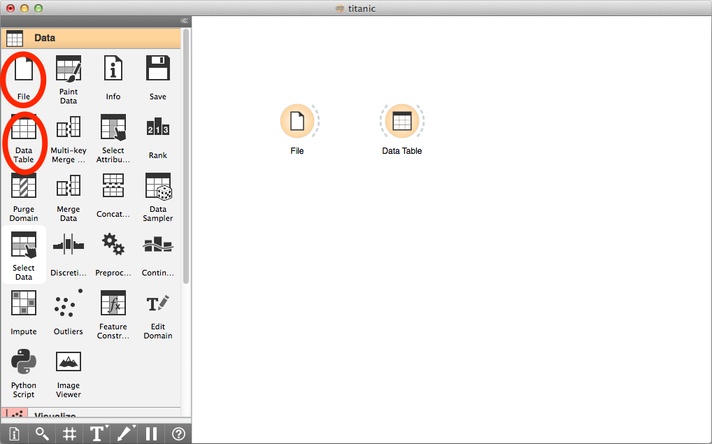 titanic
Data
File
Paint
Data
Info
Save
Data
Table
Multi-key
Merge ...
Select
Attribu...
Rank
Purge
Domain
Merge
Data
Concat...
Data
Sampler
Select
Data
Discreti...
Preproc...
Contin...
Impute
Outliers
Feature
Constr...
Edit
Domain
Python
Script
Image
Viewer
Visualize
File
Data Table